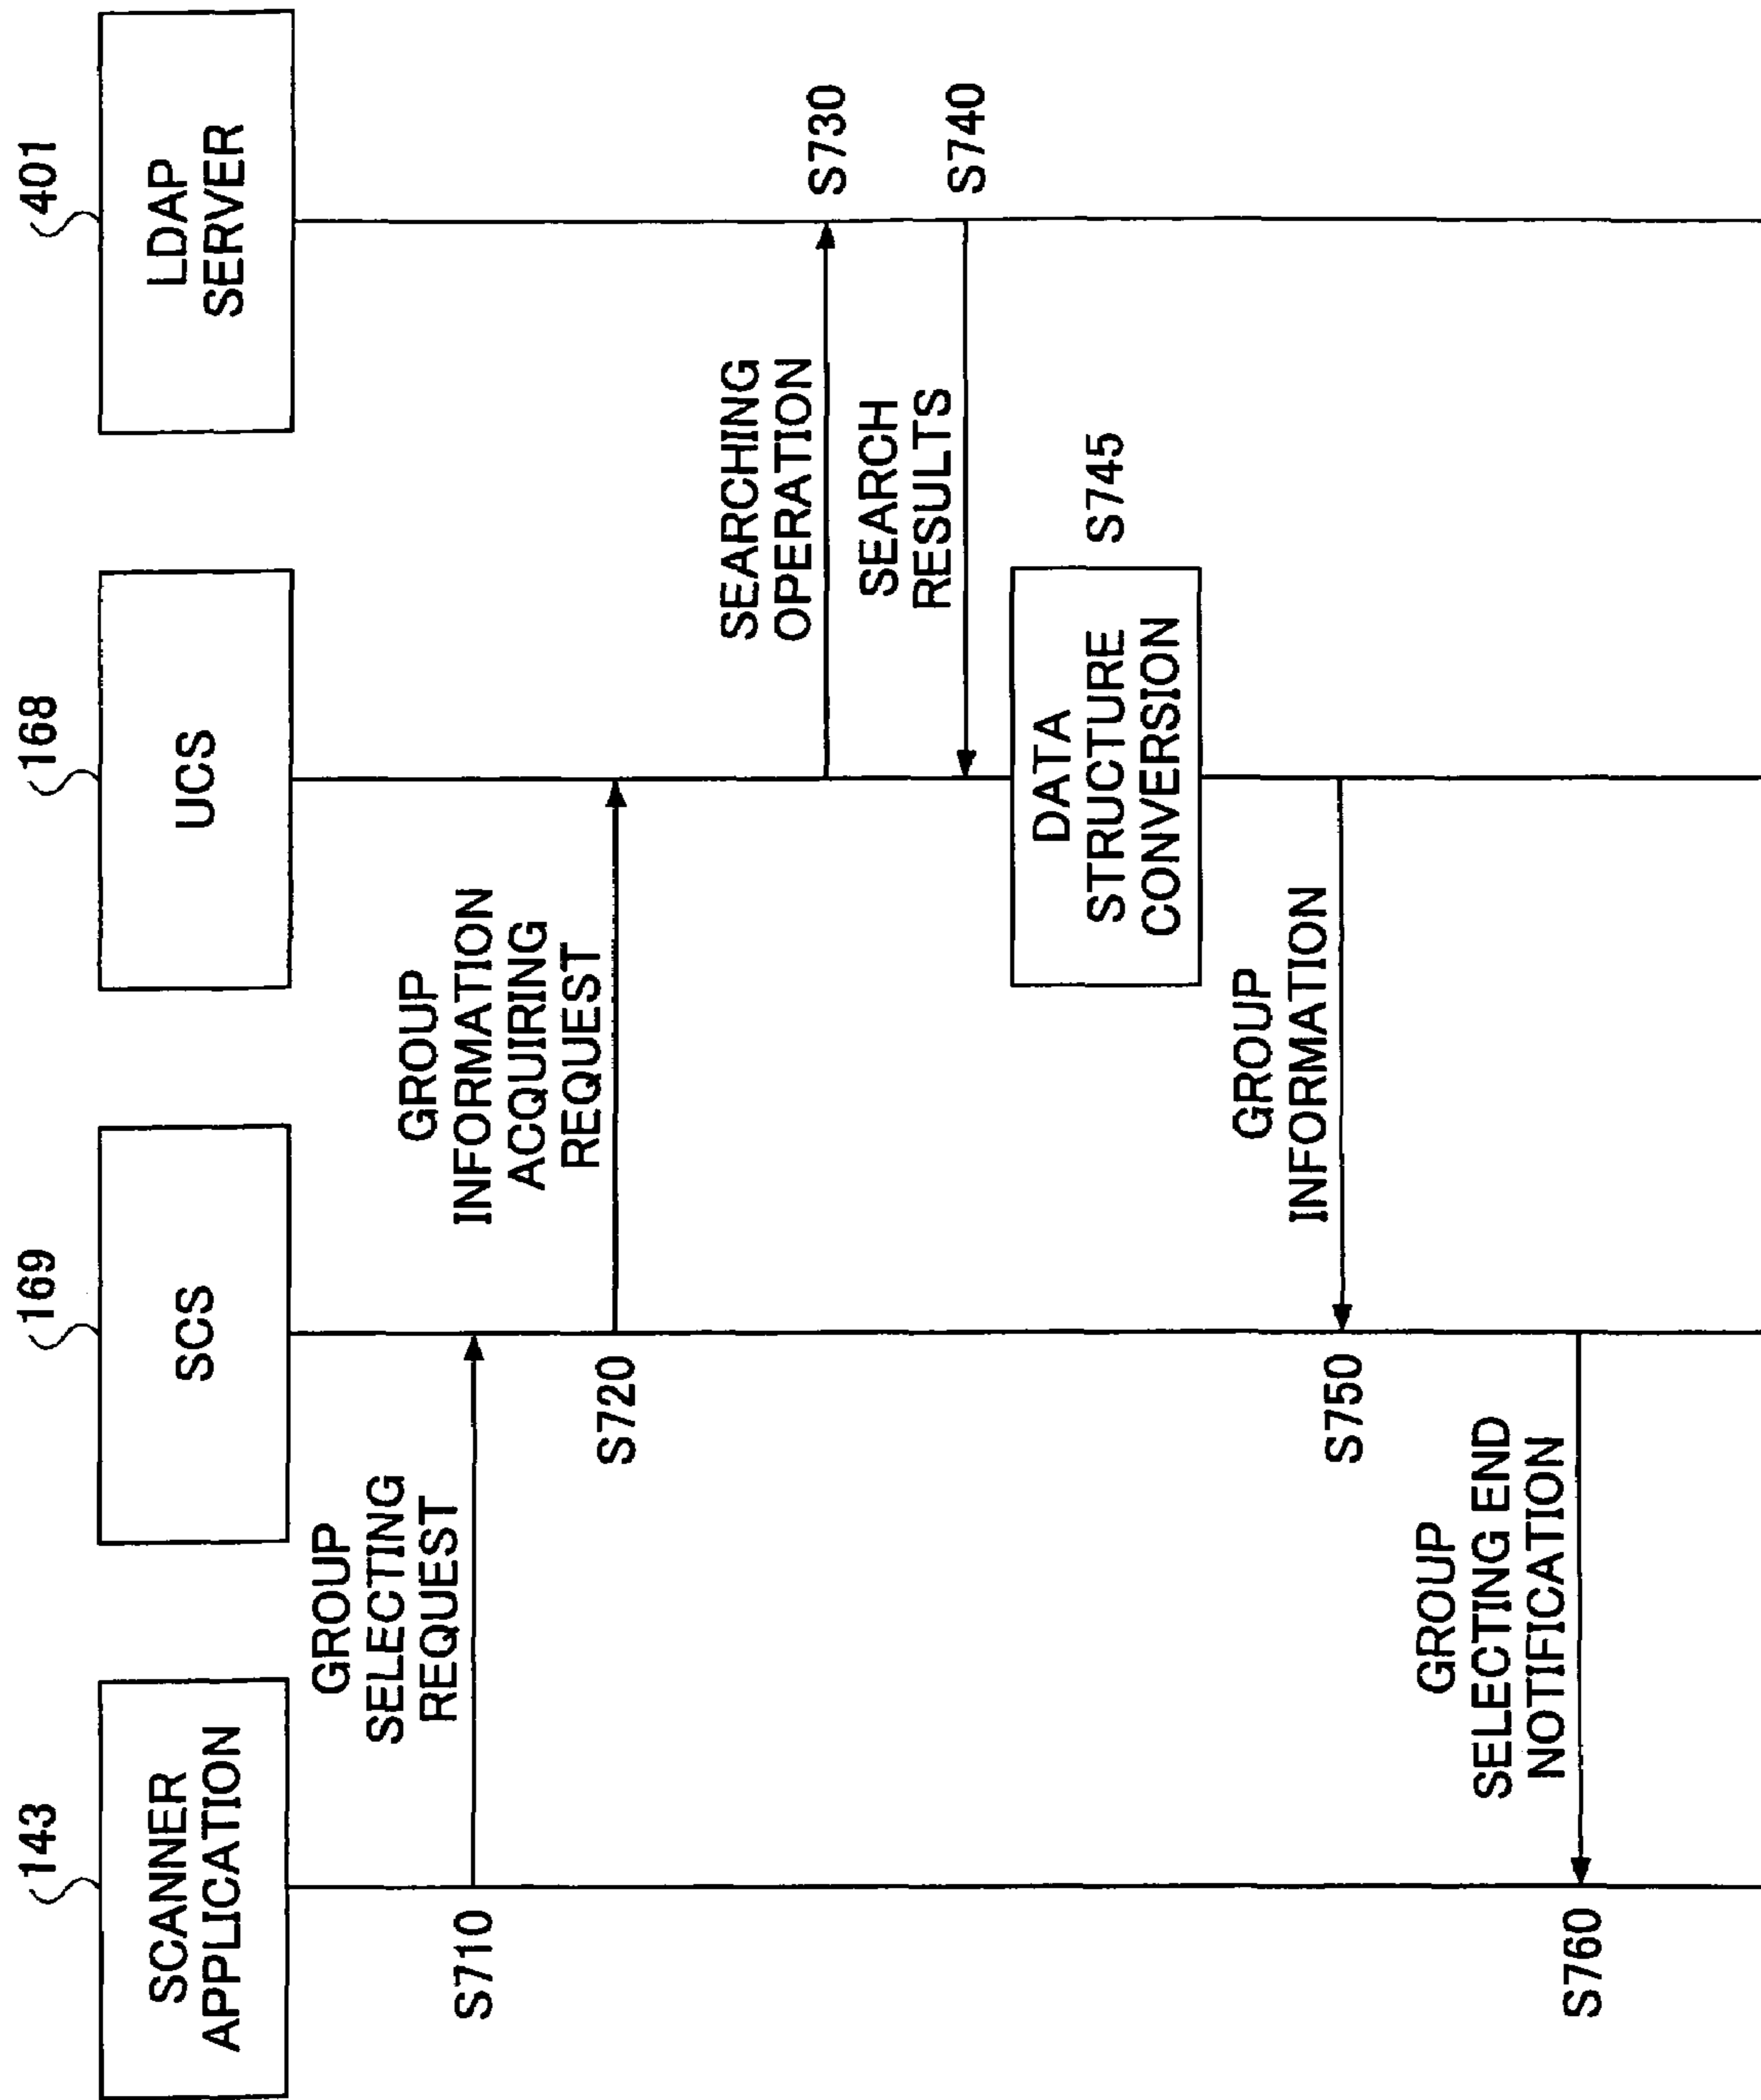 143
SCANNER
APPLICATION
169
SCS
168
UCS
401
LDAP
SERVER
GROUP
SELECTING
REQUEST
S710
GROUP
INFORMATION
ACQUIRING
REQUEST
S720
SEARCHING
OPERATION
S730
SEARCH
RESULTS
S740
DATA
STRUCTURE
CONVERSION
S745
GROUP
INFORMATION
S750
GROUP
SELECTING END
NOTIFICATION
S760